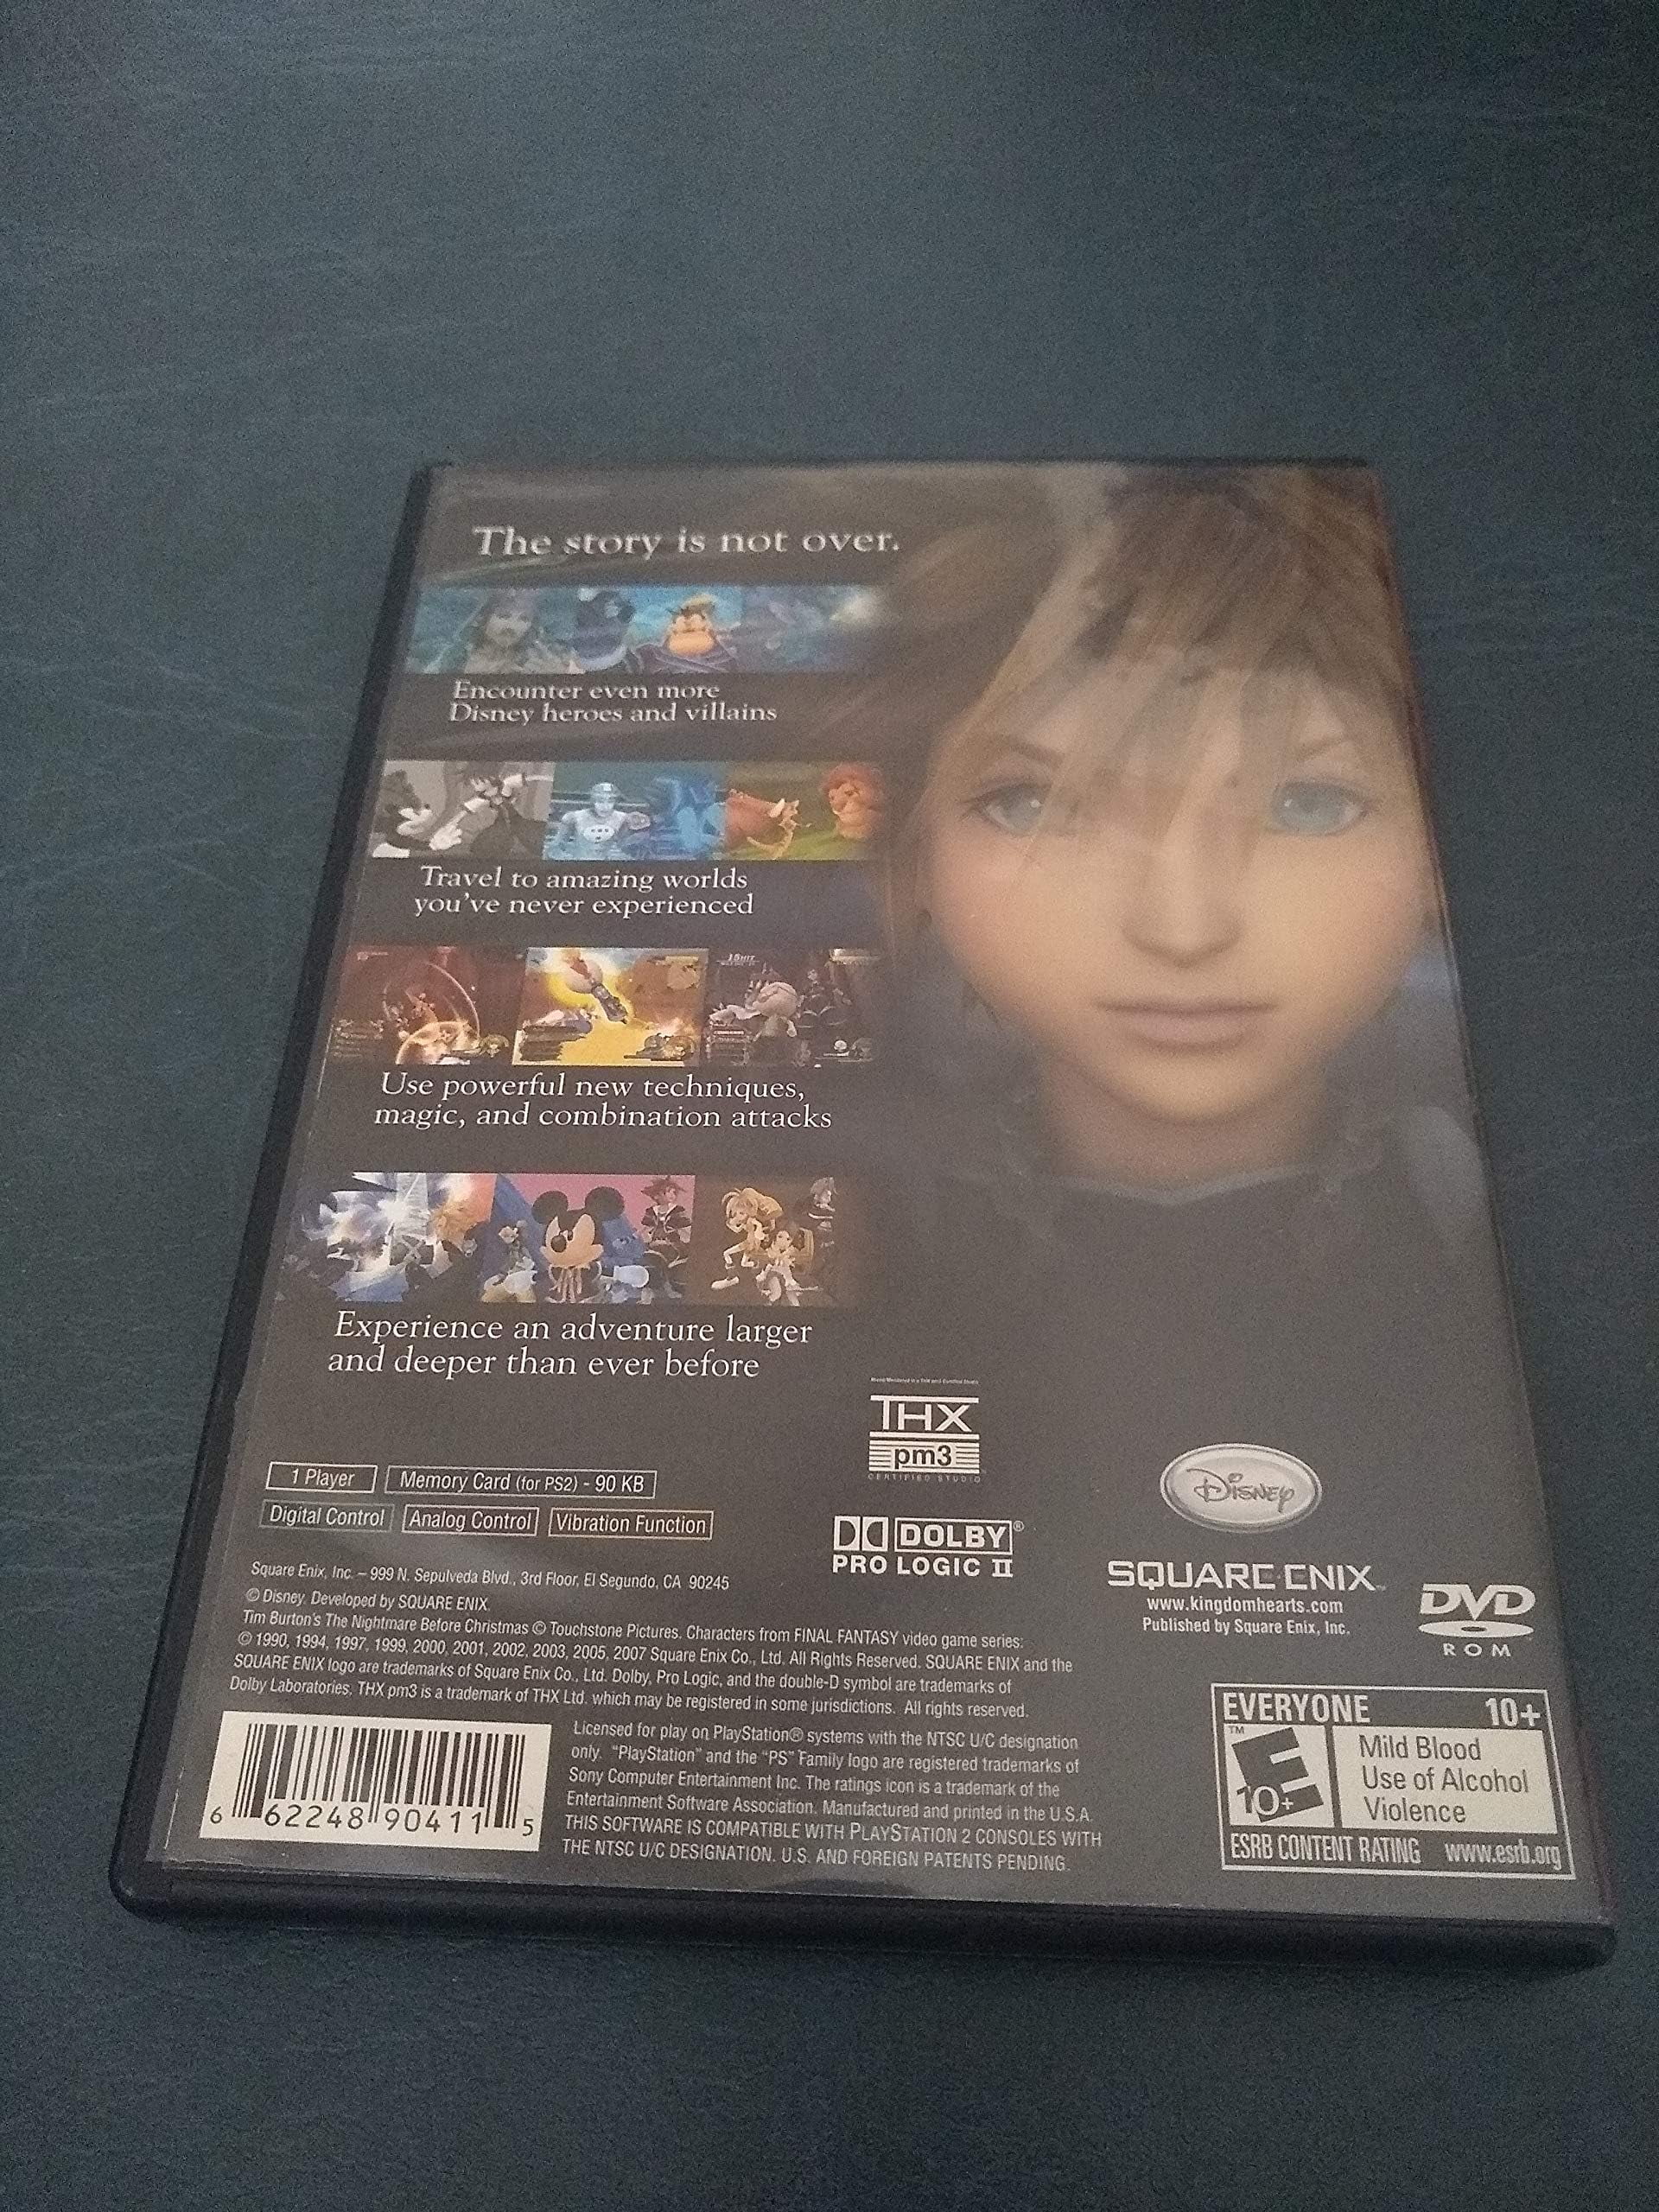 The story is not over.
Encounter even more
Disney heroes and villains
Travel to amazing worlds
you've never experienced
15 HIT
Use powerful new techniques,
magic, and combination attacks
Experience an adventure larger
and deeper than ever before
THX
pm3
CERTIFIED STUDIO
1 Player
Memory Card (for PS2) - 90 KB
Digital Control
Analog Control
Vibration Function
DOLBY®
PRO LOGIC II
Disney
SQUARE ENIX™
www.kingdomhearts.com
Published by Square Enix, Inc.
DVD
ROM
Square Enix, Inc. – 999 N. Sepulveda Blvd., 3rd Floor, El Segundo, CA 90245
© Disney. Developed by SQUARE ENIX.
Tim Burton's The Nightmare Before Christmas © Touchstone Pictures. Characters from FINAL FANTASY video game series:
© 1990, 1994, 1997, 1999, 2000, 2001, 2002, 2003, 2005, 2007 Square Enix Co., Ltd. All Rights Reserved. SQUARE ENIX and the
SQUARE ENIX logo are trademarks of Square Enix Co., Ltd. Dolby, Pro Logic, and the double-D symbol are trademarks of
Dolby Laboratories. THX pm3 is a trademark of THX Ltd. which may be registered in some jurisdictions. All rights reserved.
6 62248 90411 5
Licensed for play on PlayStation® systems with the NTSC U/C designation
only. "PlayStation" and the "PS" Family logo are registered trademarks of
Sony Computer Entertainment Inc. The ratings icon is a trademark of the
Entertainment Software Association. Manufactured and printed in the U.S.A.
THIS SOFTWARE IS COMPATIBLE WITH PLAYSTATION 2 CONSOLES WITH
THE NTSC U/C DESIGNATION. U.S. AND FOREIGN PATENTS PENDING.
EVERYONE 10+
™
E
10+
Mild Blood
Use of Alcohol
Violence
ESRB CONTENT RATING www.esrb.org